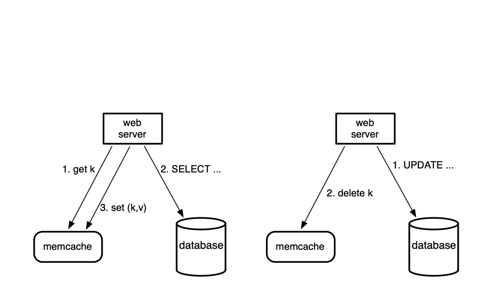 web
server
1. get k
2. SELECT ...
3. set (k,v)
memcache
database
web
server
1. UPDATE ...
2. delete k
memcache
database